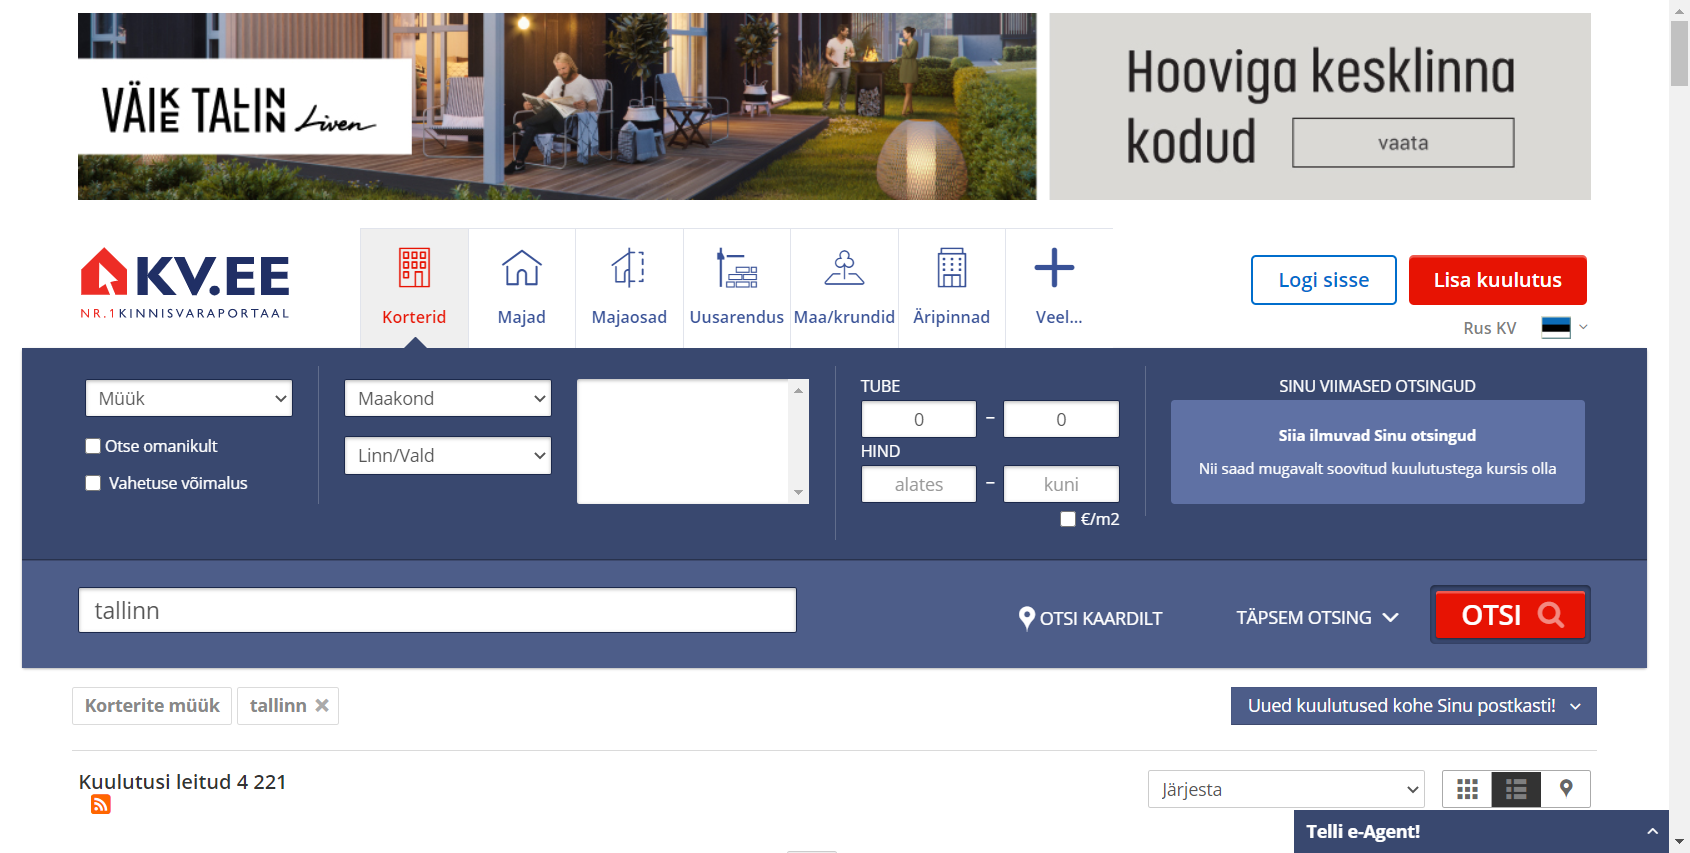 VÄIKE TALLINN Liven
Hooviga kesklinna
kodud
vaata
KV.EE
NR.1 KINNISVARAPORTAAL
Korterid
Majad
Majaosad
Uusarendus
Maa/krundid
Äripinnad
Veel...
Logi sisse
Lisa kuulutus
Rus KV
Müük
Otse omanikult
Vahetuse võimalus
Maakond
Linn/Vald
TUBE
0 – 0
HIND
alates – kuni
€/m2
SINU VIIMASED OTSINGUD
Siia ilmuvad Sinu otsingud
Nii saad mugavalt soovitud kuulutustega kursis olla
tallinn
OTSI KAARDILT
TÄPSEM OTSING
OTSI
Korterite müük
tallinn
Uued kuulutused kohe Sinu postkasti!
Kuulutusi leitud 4 221
Järjesta
Telli e-Agent!